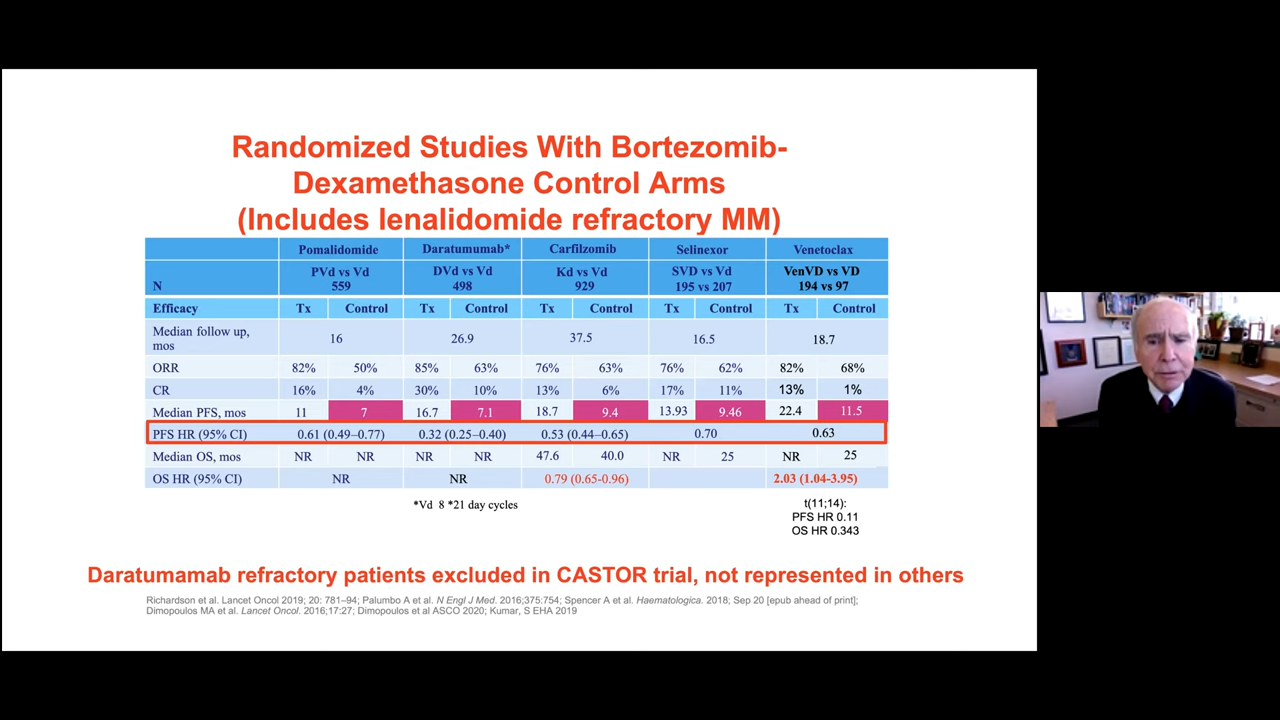 Randomized Studies With Bortezomib-
Dexamethasone Control Arms
(Includes lenalidomide refractory MM)
Pomalidomide Daratumumab* Carfilzomib Selinexor Venetoclax
N PVd vs Vd 559 DVd vs Vd 498 Kd vs Vd 929 SVD vs Vd 195 vs 207 VenVD vs VD 194 vs 97
Efficacy Tx Control Tx Control Tx Control Tx Control Tx Control
Median follow up, mos 16 26.9 37.5 16.5 18.7
ORR 82% 50% 85% 63% 76% 63% 76% 62% 82% 68%
CR 16% 4% 30% 10% 13% 6% 17% 11% 13% 1%
Median PFS, mos 11 7 16.7 7.1 18.7 9.4 13.93 9.46 22.4 11.5
PFS HR (95% CI) 0.61 (0.49–0.77) 0.32 (0.25–0.40) 0.53 (0.44–0.65) 0.70 0.63
Median OS, mos NR NR NR NR 47.6 40.0 NR 25 NR 25
OS HR (95% CI) NR NR 0.79 (0.65-0.96) 2.03 (1.04-3.95)
*Vd 8 *21 day cycles
t(11;14):
PFS HR 0.11
OS HR 0.343
Daratumamab refractory patients excluded in CASTOR trial, not represented in others
Richardson et al. Lancet Oncol 2019; 20: 781–94; Palumbo A et al. N Engl J Med. 2016;375:754; Spencer A et al. Haematologica. 2018; Sep 20 [epub ahead of print];
Dimopoulos MA et al. Lancet Oncol. 2016;17:27; Dimopoulos et al ASCO 2020; Kumar, S EHA 2019